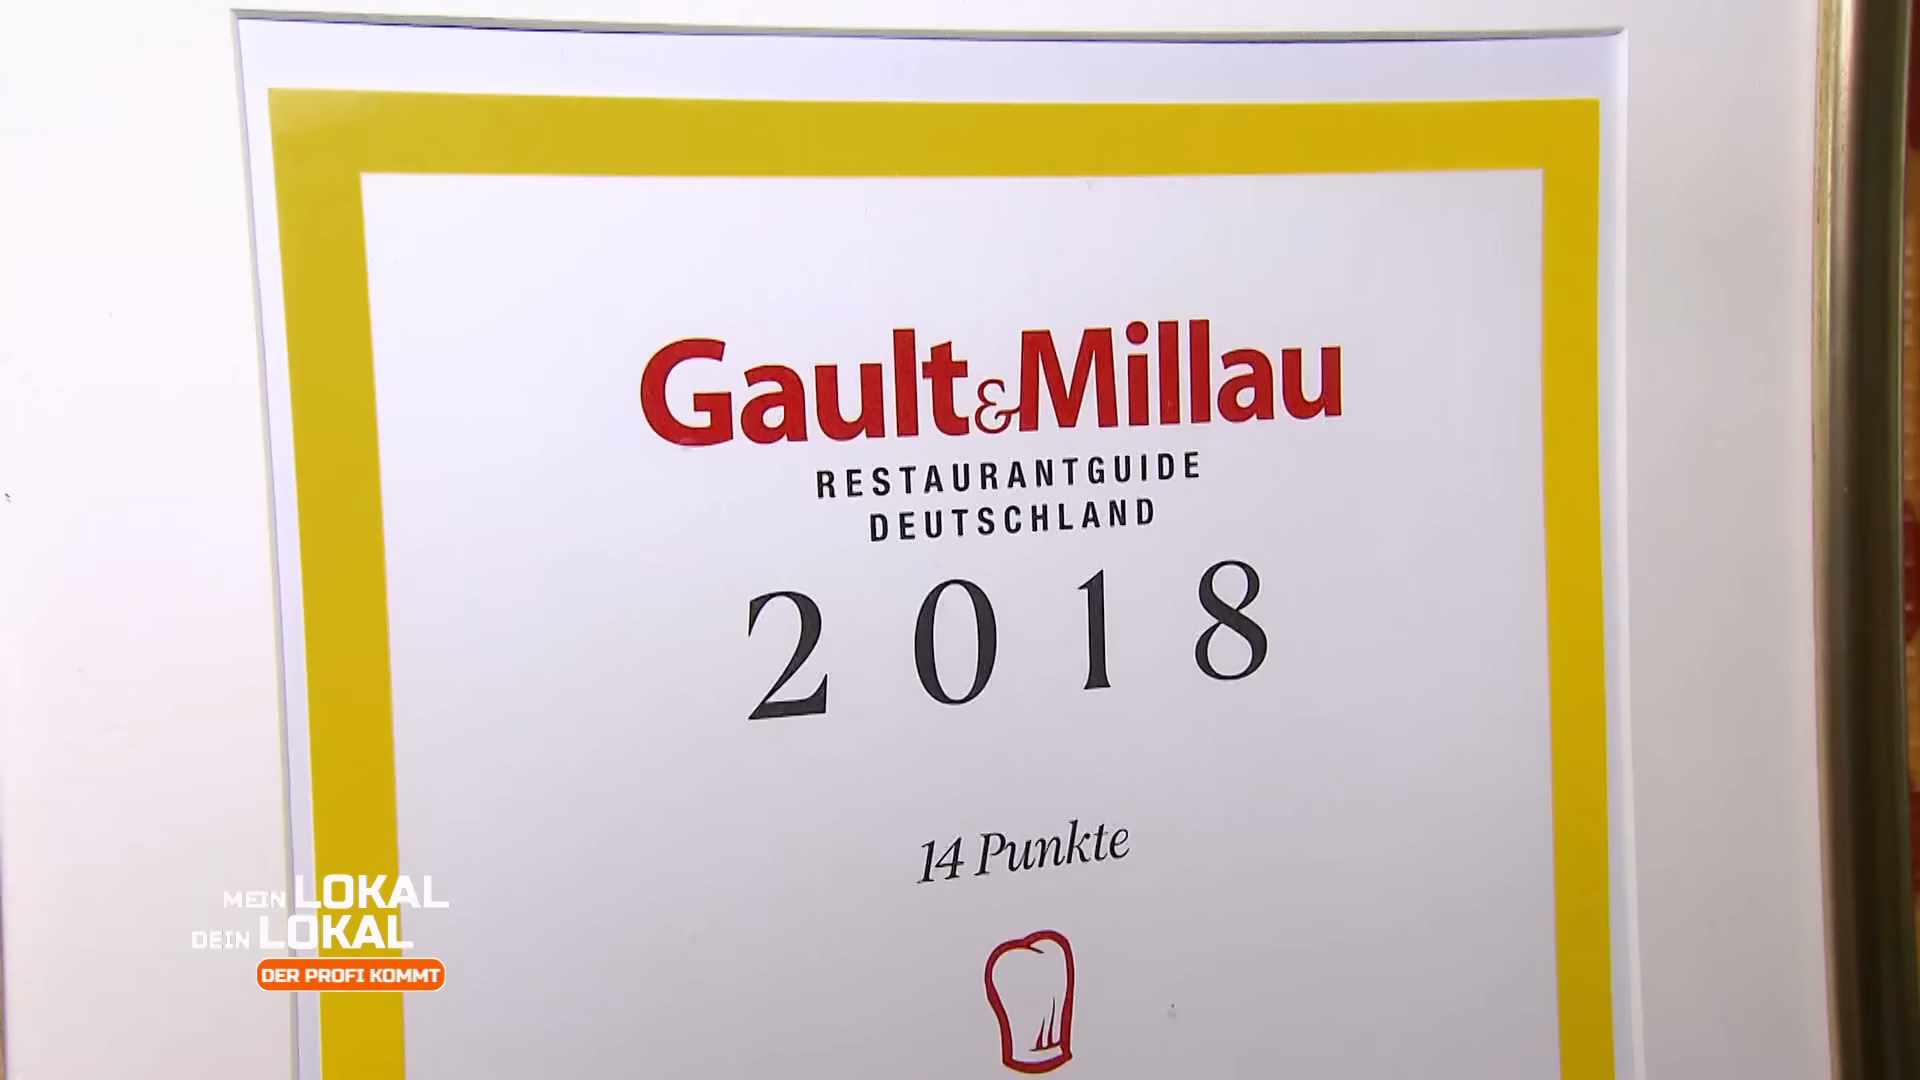 Gault&Millau
RESTAURANTGUIDE
DEUTSCHLAND
2018
14 Punkte
MEIN LOKAL
DEIN LOKAL
DER PROFI KOMMT